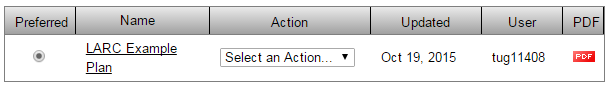 Preferred Name Action Updated User PDF
LARC Example
Plan
Select an Action... Oct 19, 2015 tug11408 PDF